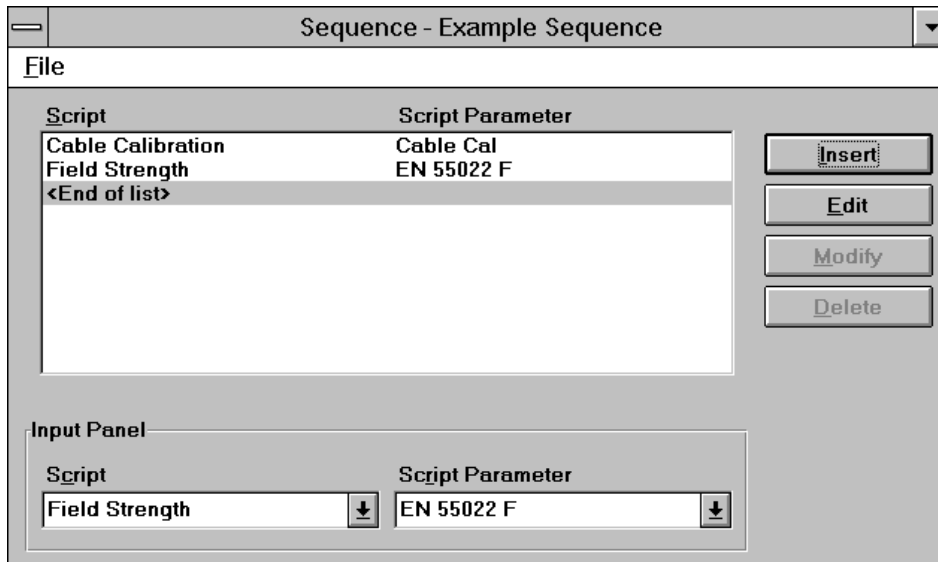 Sequence - Example Sequence
File
Script Script Parameter
Cable Calibration Cable Cal
Field Strength EN 55022 F
<End of list>
Insert
Edit
Modify
Delete
Input Panel
Script Script Parameter
Field Strength EN 55022 F